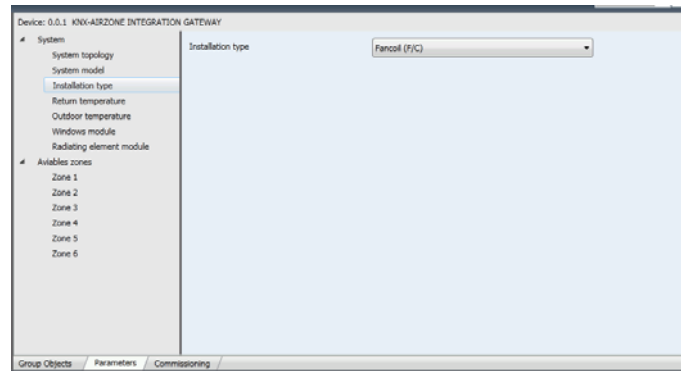 Device: 0.0.1 KNX-AIRZONE INTEGRATION GATEWAY
System
System topology
System model
Installation type
Return temperature
Outdoor temperature
Windows module
Radiating element module
Aviables zones
Zone 1
Zone 2
Zone 3
Zone 4
Zone 5
Zone 6
Installation type
Fancoil (F/C)
Group Objects
Parameters
Commissioning